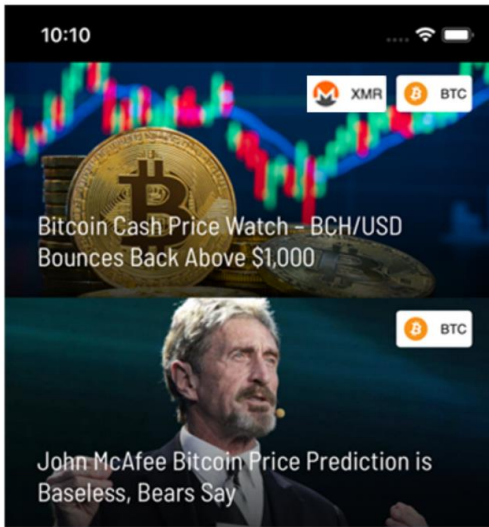 10:10
XMR
BTC
Bitcoin Cash Price Watch – BCH/USD
Bounces Back Above $1,000
BTC
John McAfee Bitcoin Price Prediction is
Baseless, Bears Say